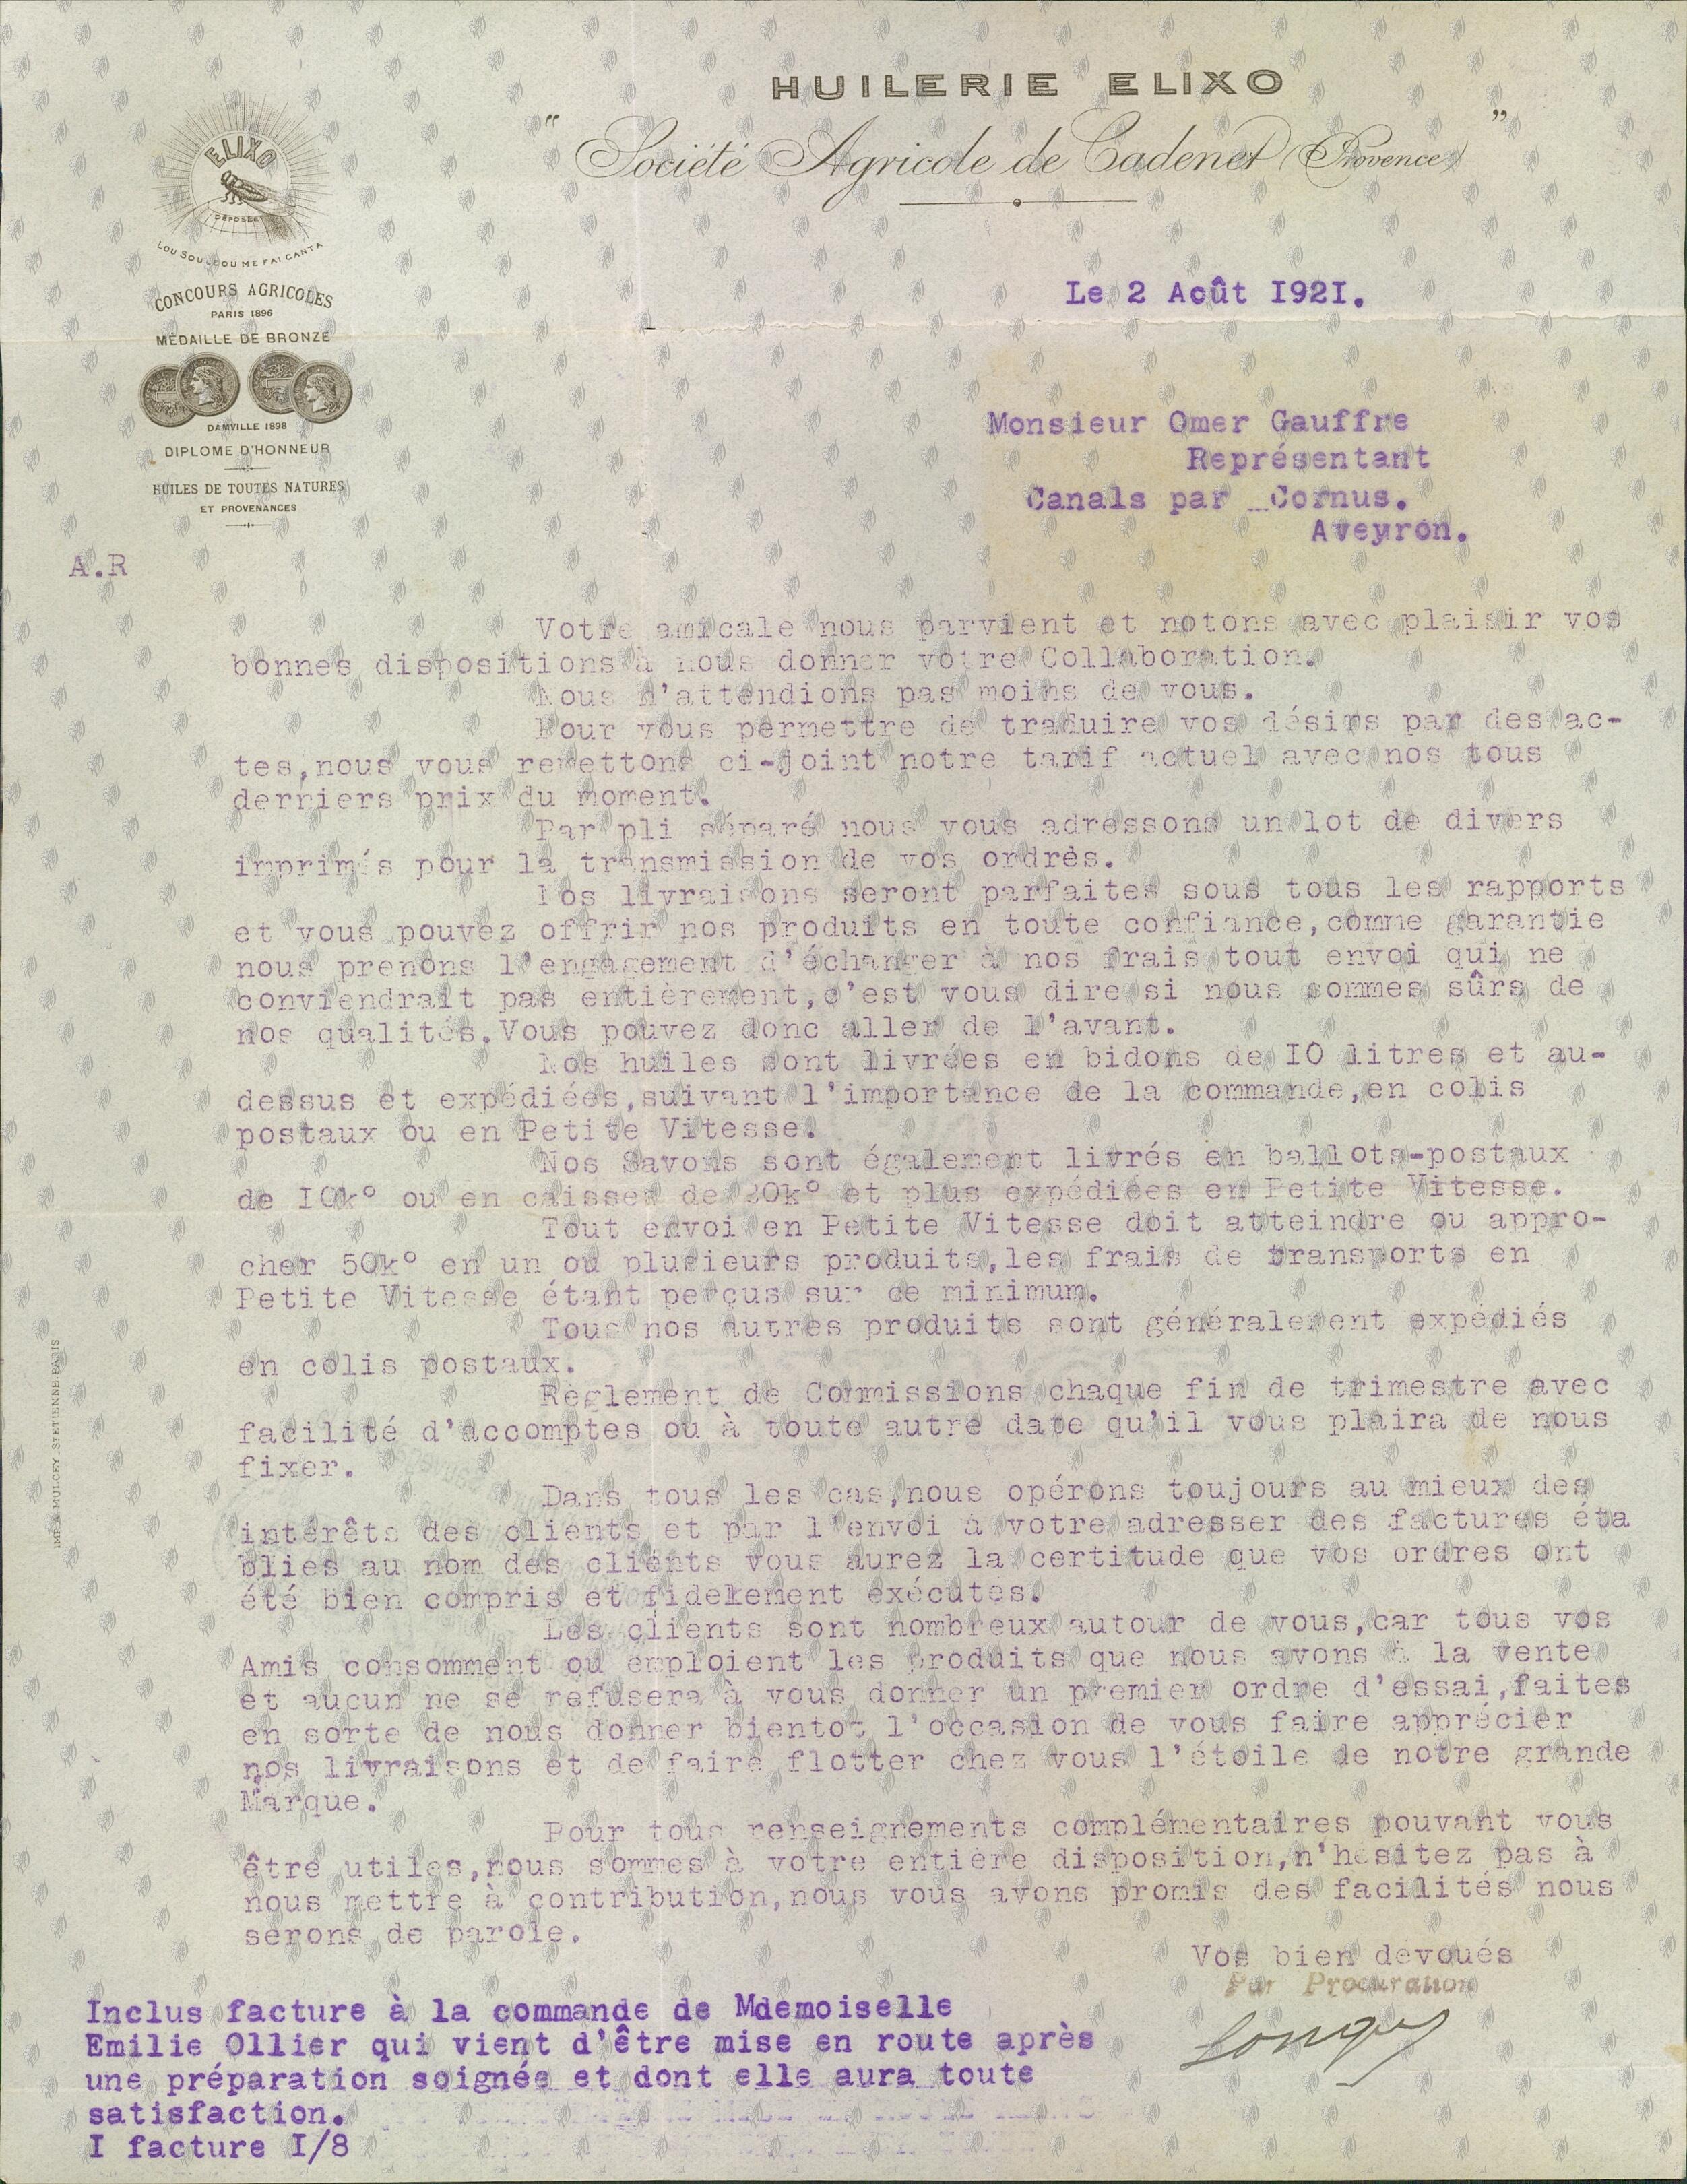 HUILERIE ELIXO
" Société Agricole de Cadenet (Provence) "
ELIXO
DÉPOSÉE
LOU SOULEOU ME FAI CANTA
CONCOURS AGRICOLES
PARIS 1896
MÉDAILLE DE BRONZE
DAMVILLE 1898
DIPLOME D'HONNEUR
HUILES DE TOUTES NATURES
ET PROVENANCES
Le 2 Août I92I.
Monsieur Omer Gauffre
Représentant
Canals par _Cornus.
Aveyron.
A.R
Votre amicale nous parvient et notons avec plaisir vos
bonnes dispositions à nous donner votre Collaboration.
Nous n'attendions pas moins de vous.
Pour vous permettre de traduire vos désirs par des ac-
tes,nous vous remettons ci-joint notre tarif actuel avec nos tous
derniers prix du moment.
Par pli séparé nous vous adressons un lot de divers
imprimés pour la transmission de vos ordrès.
Nos livraisons seront parfaites sous tous les rapports
et vous pouvez offrir nos produits en toute confiance,comme garantie
nous prenons l'engagement d'échanger à nos frais tout envoi qui ne
conviendrait pas entièrement,c'est vous dire si nous sommes sûrs de
nos qualités.Vous pouvez donc aller de l'avant.
Nos huiles sont livrées en bidons de IO litres et au-
dessus et expédiées,suivant l'importance de la commande,en colis
postaux ou en Petite Vitesse.
Nos Savons sont également livrés en ballots-postaux
de IOk° ou en caisses de 20k° et plus expédiées en Petite Vitesse.
Tout envoi en Petite Vitesse doit atteindre ou appro-
cher 50k° en un ou plusieurs produits,les frais de transports en
Petite Vitesse étant perçus sur ce minimum.
Tous nos autres produits sont généralement expédiés
en colis postaux.
Règlement de Commissions chaque fin de trimestre avec
facilité d'accomptes ou à toute autre date qu'il vous plaira de nous
fixer.
Dans tous les cas,nous opérons toujours au mieux des
intérêts des clients et par l'envoi à votre adresser des factures éta
blies au nom des clients vous aurez la certitude que vos ordres ont
été bien compris et fidekement exécutés.
Les clients sont nombreux autour de vous,car tous vos
Amis consomment ou emploient les produits que nous avons à la vente
et aucun ne se refusera à vous donner un premier ordre d'essai,faites
en sorte de nous donner bientot l'occasion de vous faire apprécier
nos livraisons et de faire flotter chez vous l'étoile de notre grande
Marque.
Pour tous renseignements complémentaires pouvant vous
être utiles,nous sommes à votre entière disposition,n'hésitez pas à
nous mettre à contribution,nous vous avons promis des facilités nous
serons de parole.
Vos bien devoués
Par Procuration
Inclus facture à la commande de Mdemoiselle
Emilie Ollier qui vient d'être mise en route après
une préparation soignée et dont elle aura toute
satisfaction.
I facture I/8
IMP. A. MULCEY. ST ETIENNE. PARIS